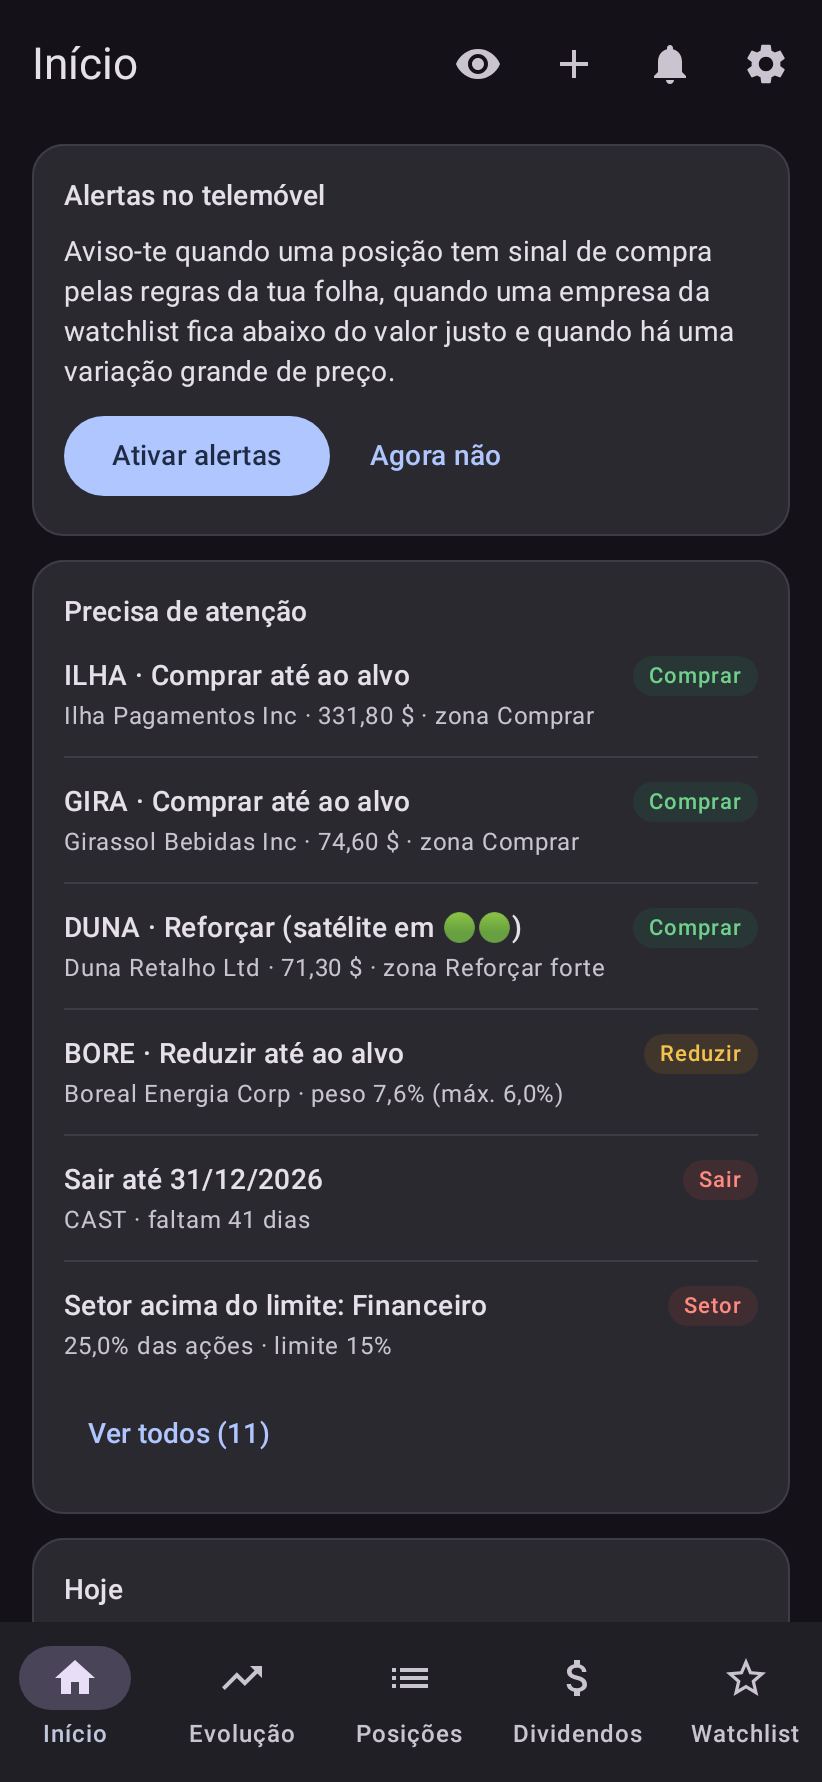 Início
Alertas no telemóvel
Aviso-te quando uma posição tem sinal de compra
pelas regras da tua folha, quando uma empresa da
watchlist fica abaixo do valor justo e quando há uma
variação grande de preço.
Ativar alertas
Agora não
Precisa de atenção
ILHA · Comprar até ao alvo
Comprar
Ilha Pagamentos Inc · 331,80 $ · zona Comprar
GIRA · Comprar até ao alvo
Comprar
Girassol Bebidas Inc · 74,60 $ · zona Comprar
DUNA · Reforçar (satélite em 🟢🟢)
Comprar
Duna Retalho Ltd · 71,30 $ · zona Reforçar forte
BORE · Reduzir até ao alvo
Reduzir
Boreal Energia Corp · peso 7,6% (máx. 6,0%)
Sair até 31/12/2026
Sair
CAST · faltam 41 dias
Setor acima do limite: Financeiro
Setor
25,0% das ações · limite 15%
Ver todos (11)
Hoje
Início
Evolução
Posições
Dividendos
Watchlist